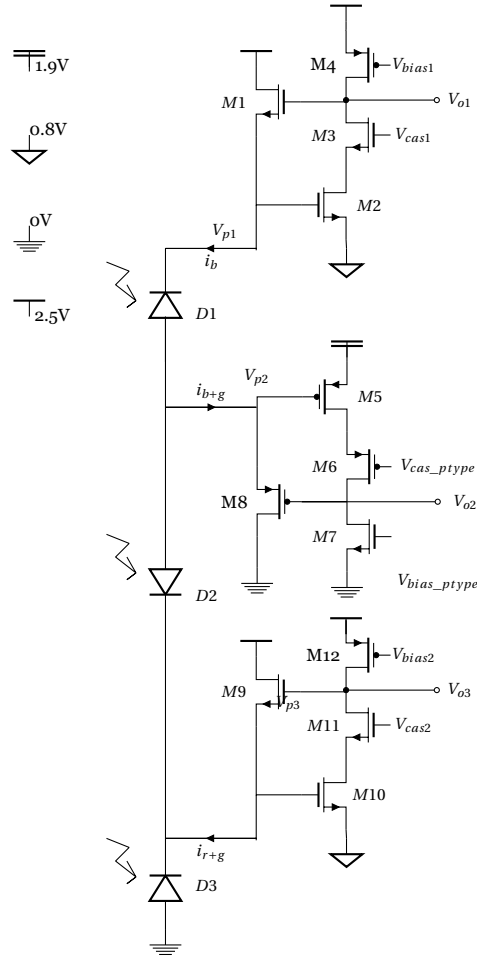 1.9V
0.8V
0V
2.5V
M4
V_bias1
M1
V_o1
M3
V_cas1
M2
V_p1
i_b
D1
V_p2
i_b+g
M5
M6
V_cas_ptype
M8
V_o2
M7
D2
V_bias_ptype
M12
V_bias2
M9
V_p3
V_o3
M11
V_cas2
M10
i_r+g
D3